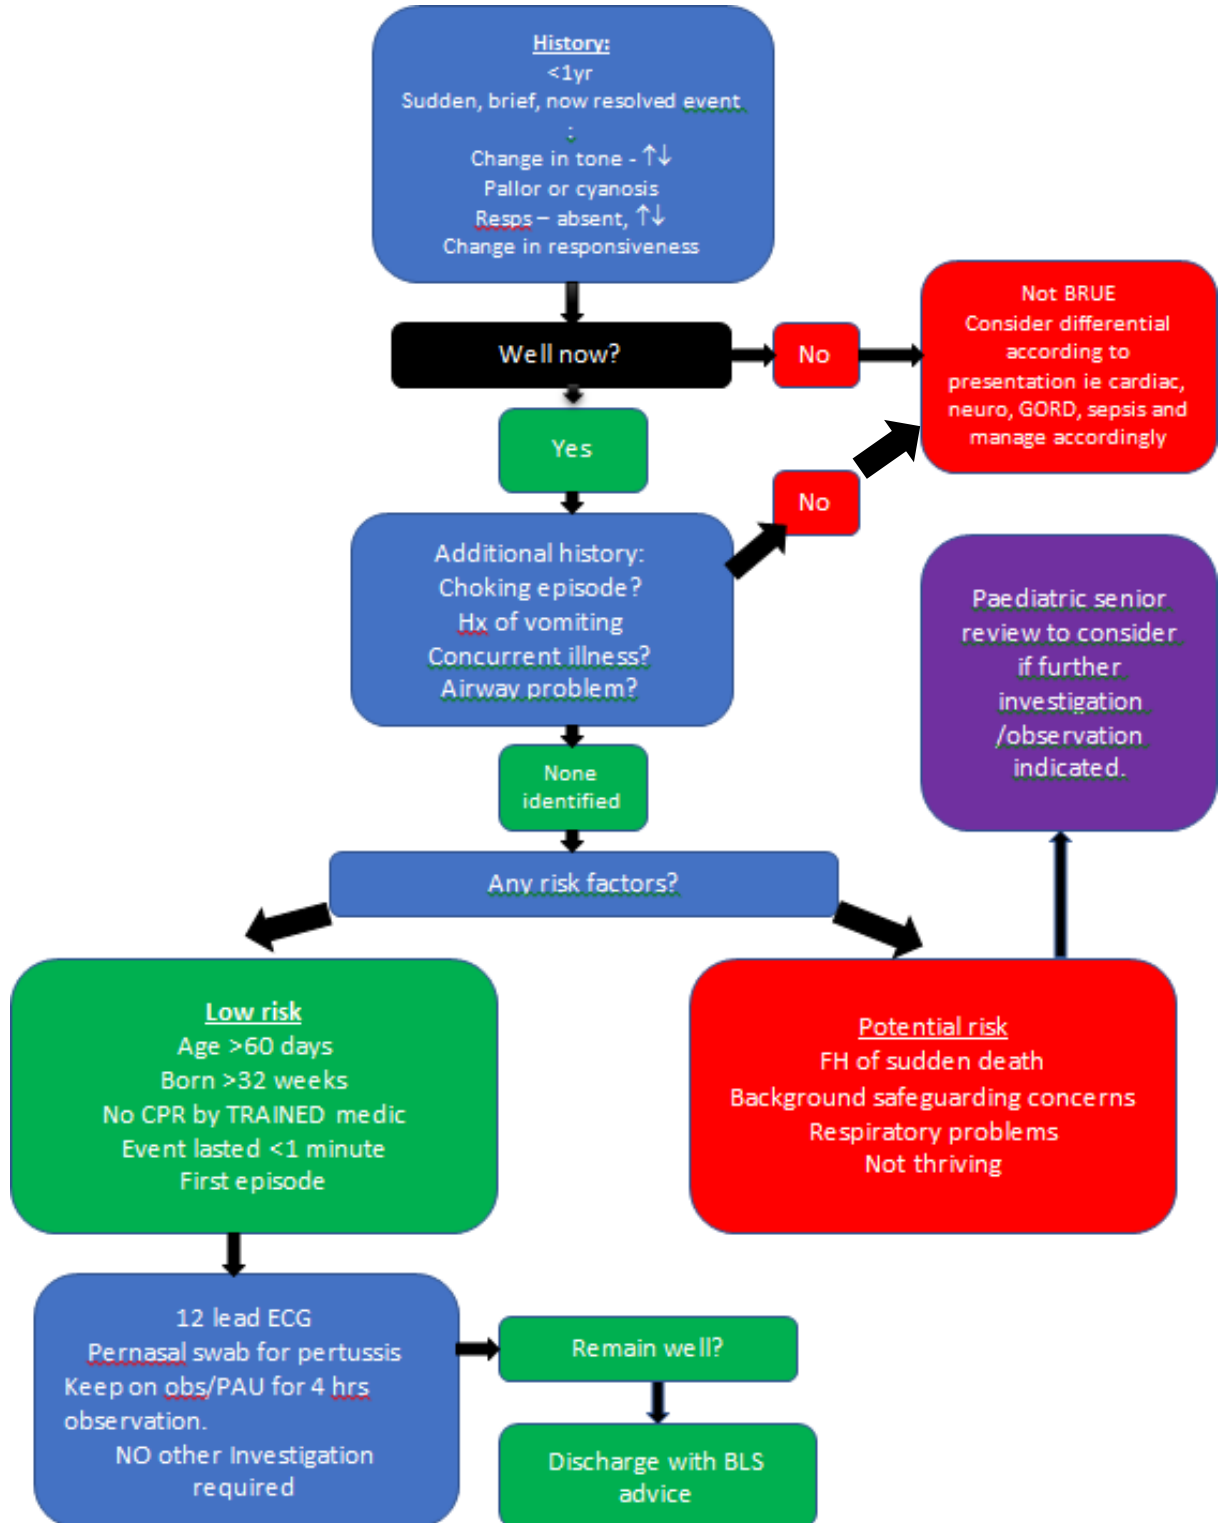 History:
<1yr
Sudden, brief, now resolved event
:
Change in tone - ↑↓
Pallor or cyanosis
Resps – absent, ↑↓
Change in responsiveness
Well now?
No
Not BRUE
Consider differential
according to
presentation ie cardiac,
neuro, GORD, sepsis and
manage accordingly
Yes
No
Additional history:
Choking episode?
Hx of vomiting
Concurrent illness?
Airway problem?
Paediatric senior
review to consider
if further
investigation
/observation
indicated.
None
identified
Any risk factors?
Low risk
Age >60 days
Born >32 weeks
No CPR by TRAINED medic
Event lasted <1 minute
First episode
Potential risk
FH of sudden death
Background safeguarding concerns
Respiratory problems
Not thriving
12 lead ECG
Pernasal swab for pertussis
Keep on obs/PAU for 4 hrs
observation.
NO other Investigation
required
Remain well?
Discharge with BLS
advice